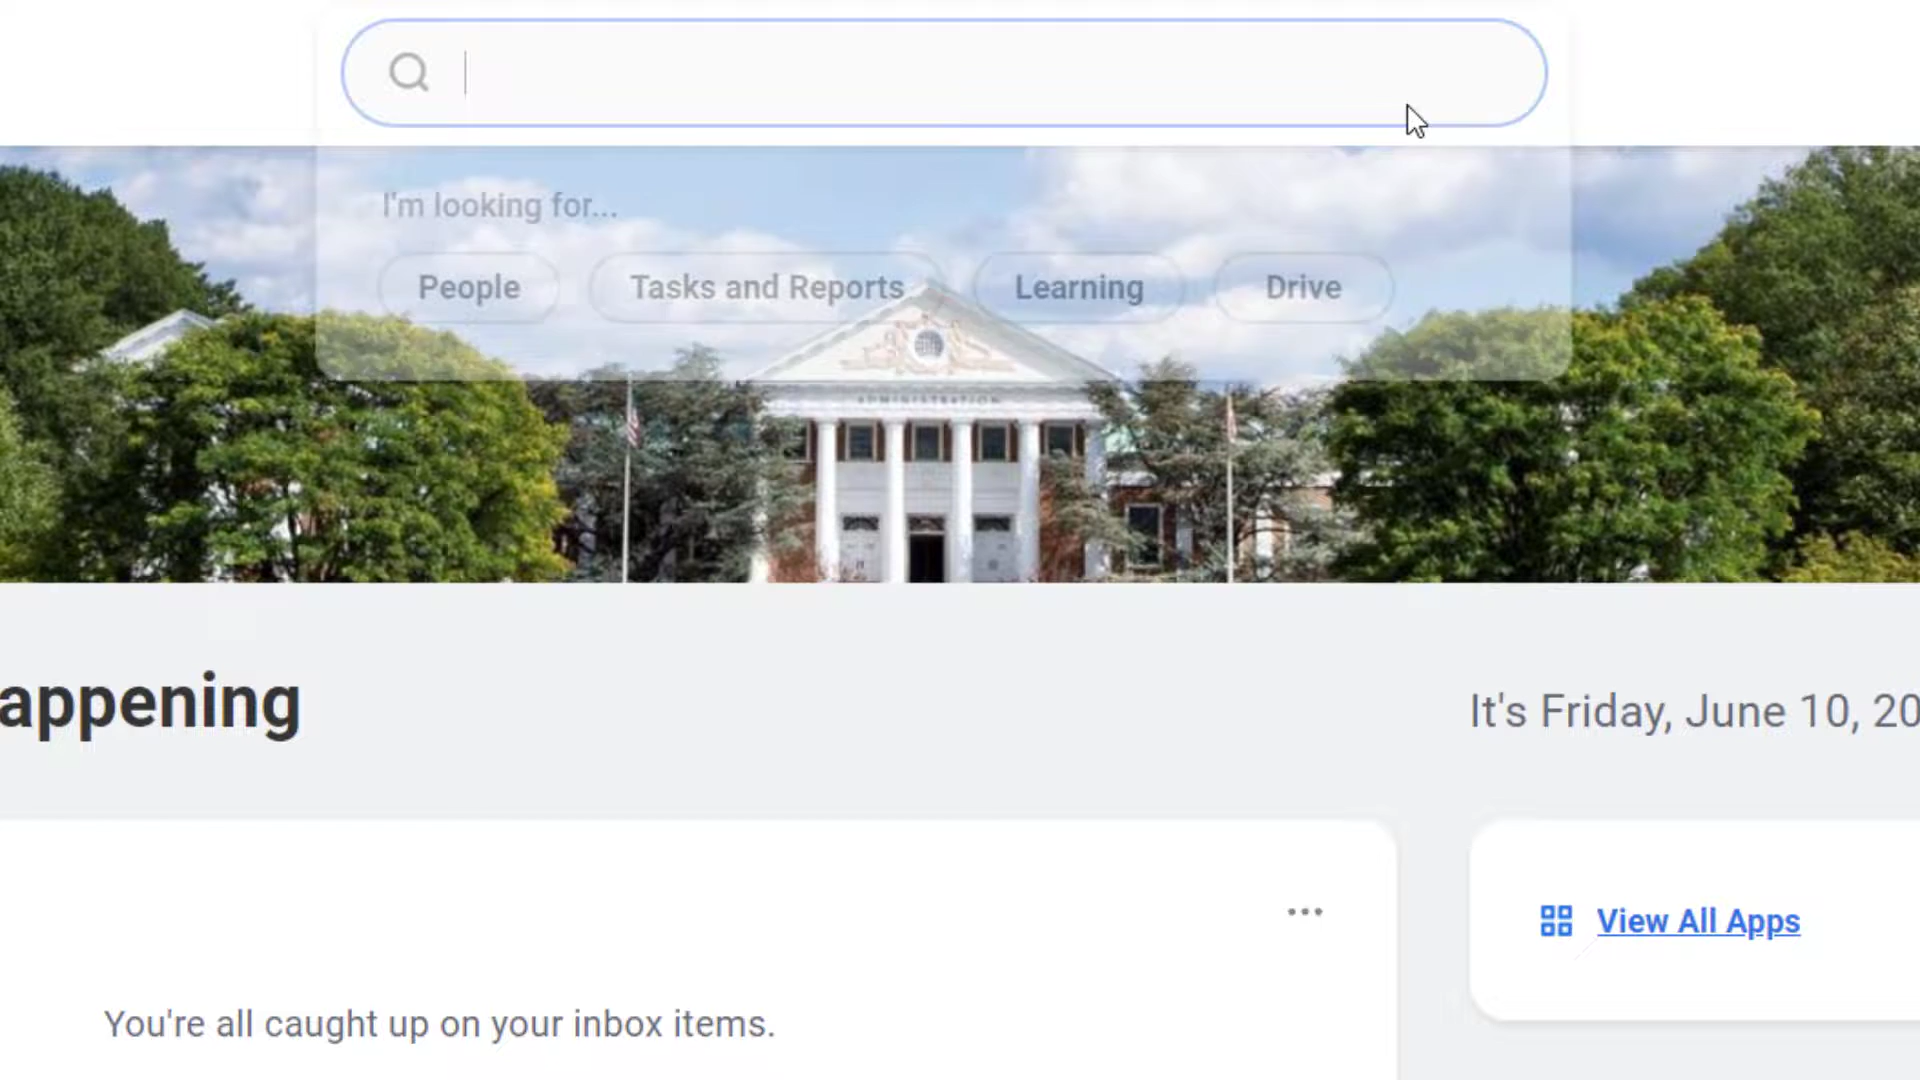 I'm looking for...
People Tasks and Reports Learning Drive
ADMINISTRATION
appening
It's Friday, June 10, 20
View All Apps
You're all caught up on your inbox items.